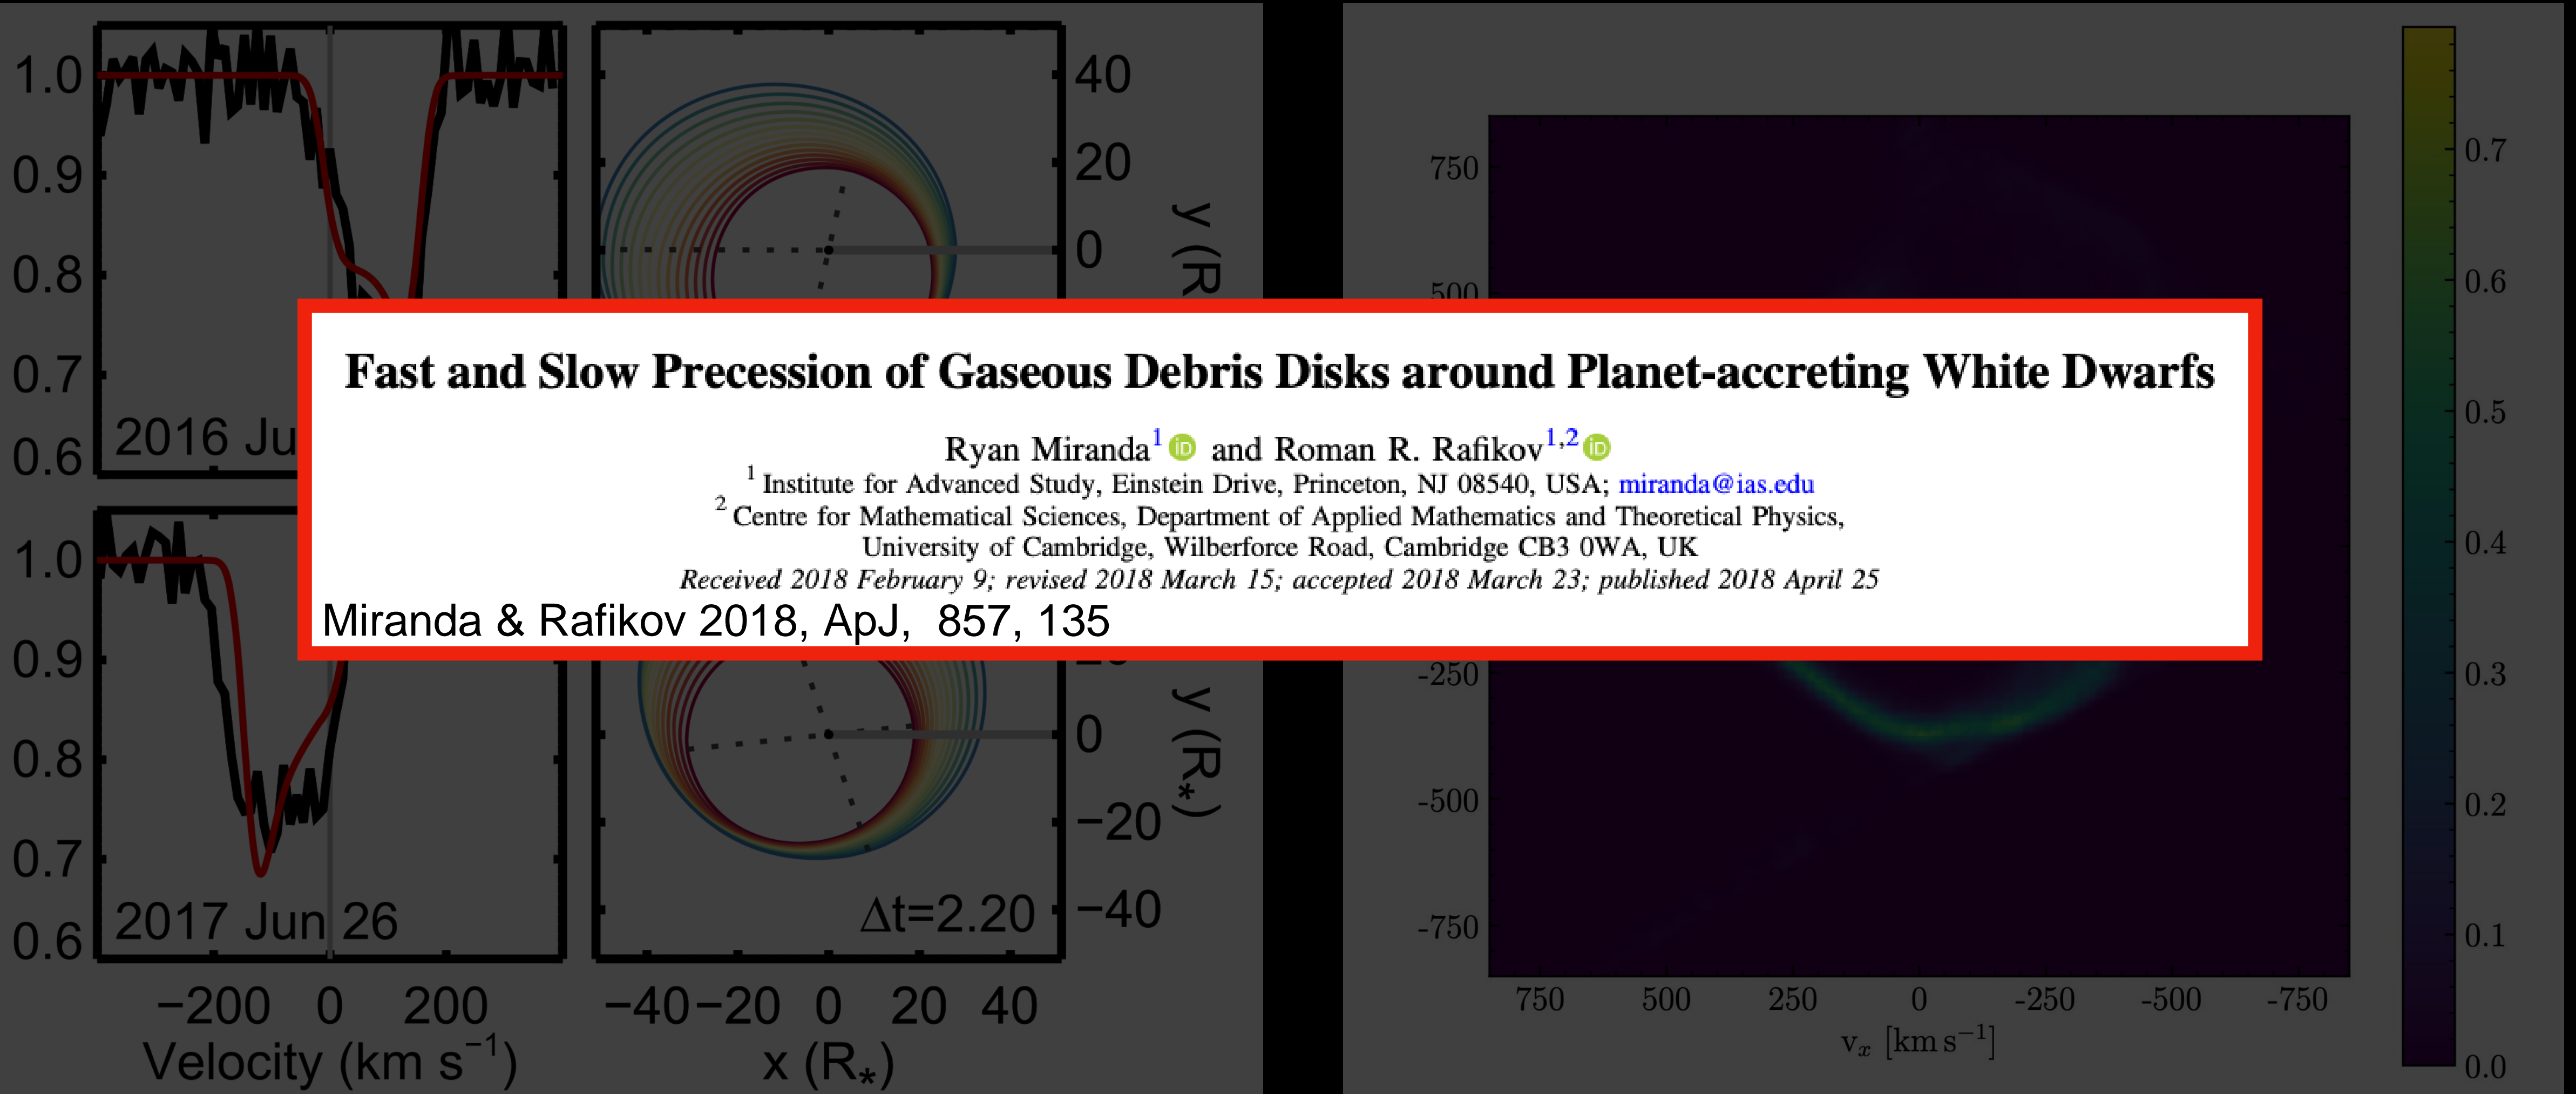 1.0
0.9
0.8
0.7
0.6
2016 Ju
40
20
0
y (R
750
500
0.7
0.6
0.5
0.4
0.3
0.2
0.1
0.0
Fast and Slow Precession of Gaseous Debris Disks around Planet-accreting White Dwarfs
Ryan Miranda1 iD and Roman R. Rafikov1,2 iD
1 Institute for Advanced Study, Einstein Drive, Princeton, NJ 08540, USA; miranda@ias.edu
2 Centre for Mathematical Sciences, Department of Applied Mathematics and Theoretical Physics,
University of Cambridge, Wilberforce Road, Cambridge CB3 0WA, UK
Received 2018 February 9; revised 2018 March 15; accepted 2018 March 23; published 2018 April 25
Miranda & Rafikov 2018, ApJ, 857, 135
1.0
0.9
0.8
0.7
0.6
2017 Jun 26
−200 0 200
Velocity (km s−1)
0
−20
−40
y (R*)
Δt=2.20
−40 −20 0 20 40
x (R*)
-250
-500
-750
750 500 250 0 -250 -500 -750
vx [km s−1]